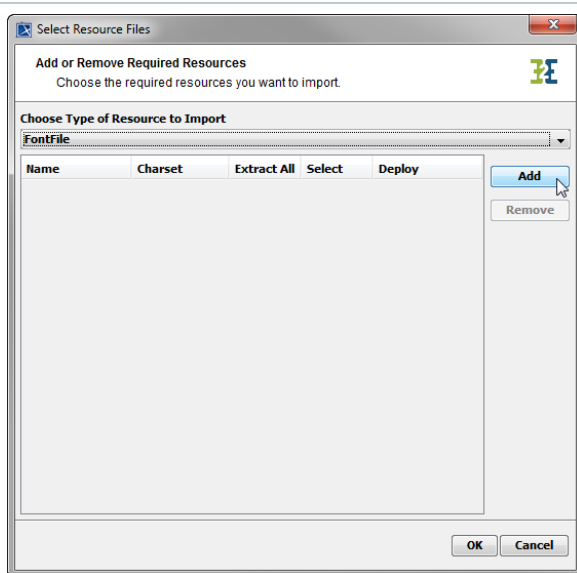 Select Resource Files
Add or Remove Required Resources
Choose the required resources you want to import.
Choose Type of Resource to Import
FontFile
Name Charset Extract All Select Deploy
Add
Remove
OK Cancel